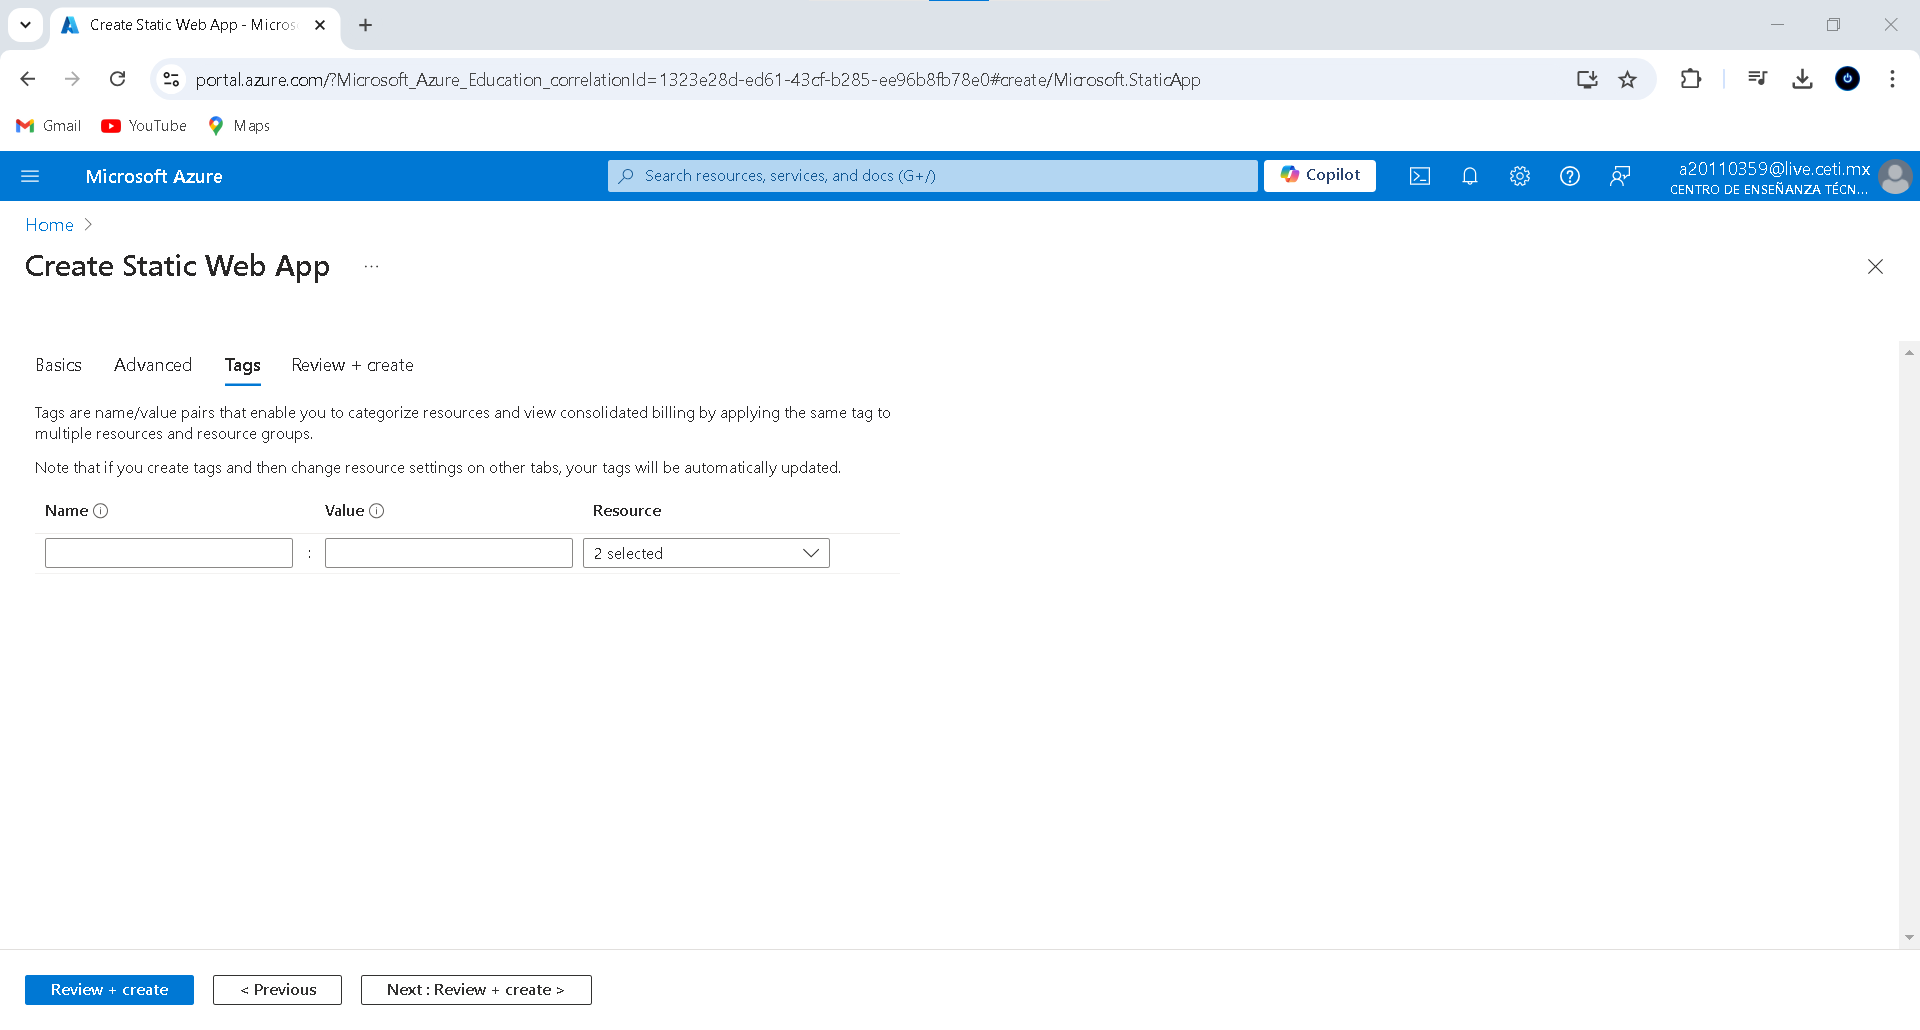 Create Static Web App - Micros
portal.azure.com/?Microsoft_Azure_Education_correlationId=1323e28d-ed61-43cf-b285-ee96b8fb78e0#create/Microsoft.StaticApp
Gmail YouTube Maps
Microsoft Azure
Search resources, services, and docs (G+/)
Copilot
a20110359@live.ceti.mx
CENTRO DE ENSEÑANZA TÉCN...
Home >
Create Static Web App ...
Basics Advanced Tags Review + create
Tags are name/value pairs that enable you to categorize resources and view consolidated billing by applying the same tag to
multiple resources and resource groups.
Note that if you create tags and then change resource settings on other tabs, your tags will be automatically updated.
Name Value Resource
: 2 selected
Review + create < Previous Next : Review + create >